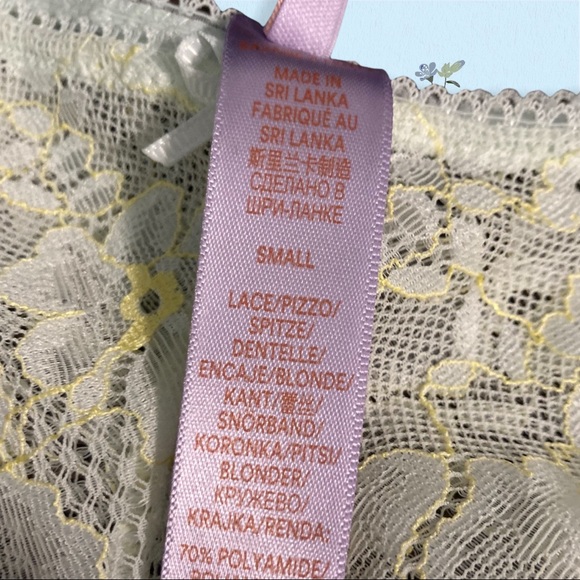 MADE IN
SRI LANKA
FABRIQUÉ AU
SRI LANKA
斯里兰卡制造
СДЕЛАНО В
ШРИ-ЛАНКЕ
SMALL
LACE/PIZZO/
SPITZE/
DENTELLE/
ENCAJE/BLONDE/
KANT/蕾丝/
SNORBAND/
KORONKA/PITSI/
BLONDER/
КРУЖЕВО/
KRAJKA/RENDA:
70% POLYAMIDE/